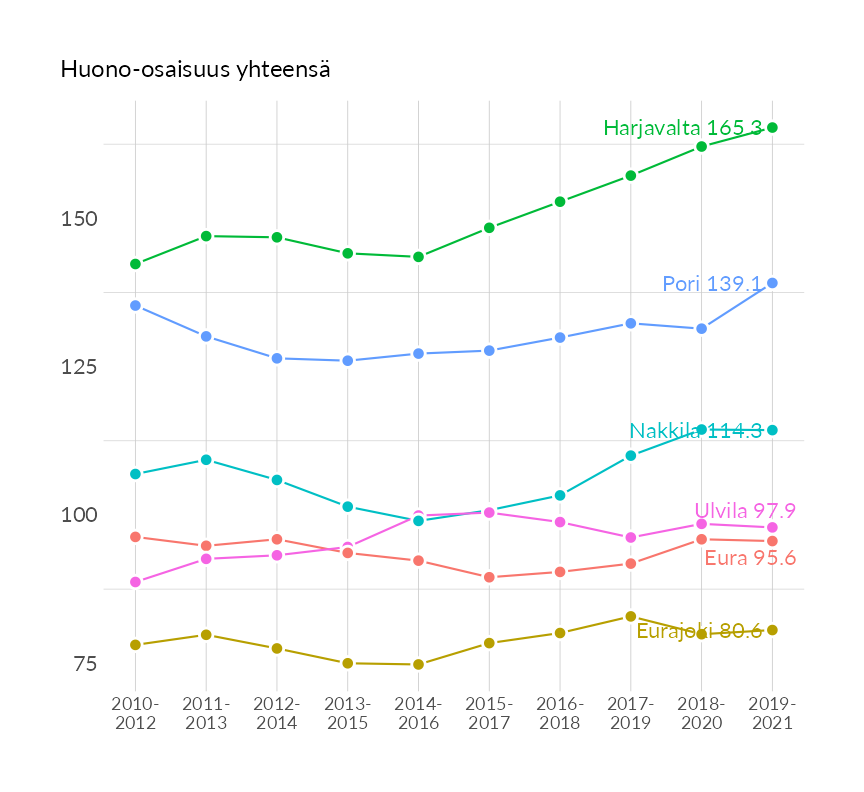 Huono-osaisuus yhteensä
Harjavalta 165.3
150
Pori 139.1
125
Nakkila 114.3
100
Ulvila 97.9
Eura 95.6
Eurajoki 80.6
75
2010- 2011- 2012- 2013- 2014- 2015- 2016- 2017- 2018- 2019-
2012 2013 2014 2015 2016 2017 2018 2019 2020 2021